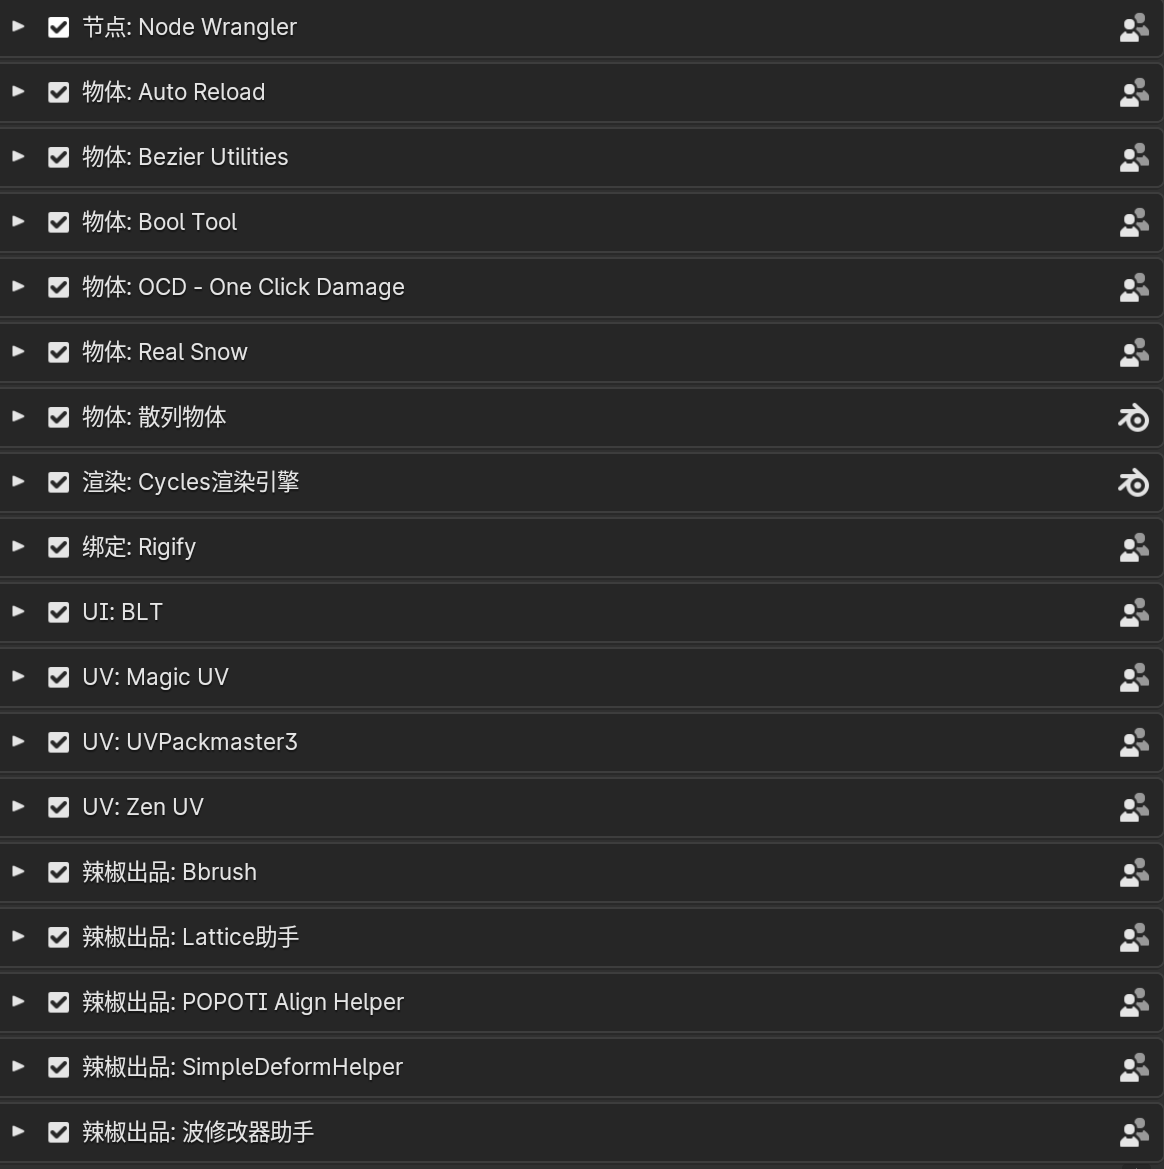 节点: Node Wrangler
物体: Auto Reload
物体: Bezier Utilities
物体: Bool Tool
物体: OCD - One Click Damage
物体: Real Snow
物体: 散列物体
渲染: Cycles渲染引擎
绑定: Rigify
UI: BLT
UV: Magic UV
UV: UVPackmaster3
UV: Zen UV
辣椒出品: Bbrush
辣椒出品: Lattice助手
辣椒出品: POPOTI Align Helper
辣椒出品: SimpleDeformHelper
辣椒出品: 波修改器助手